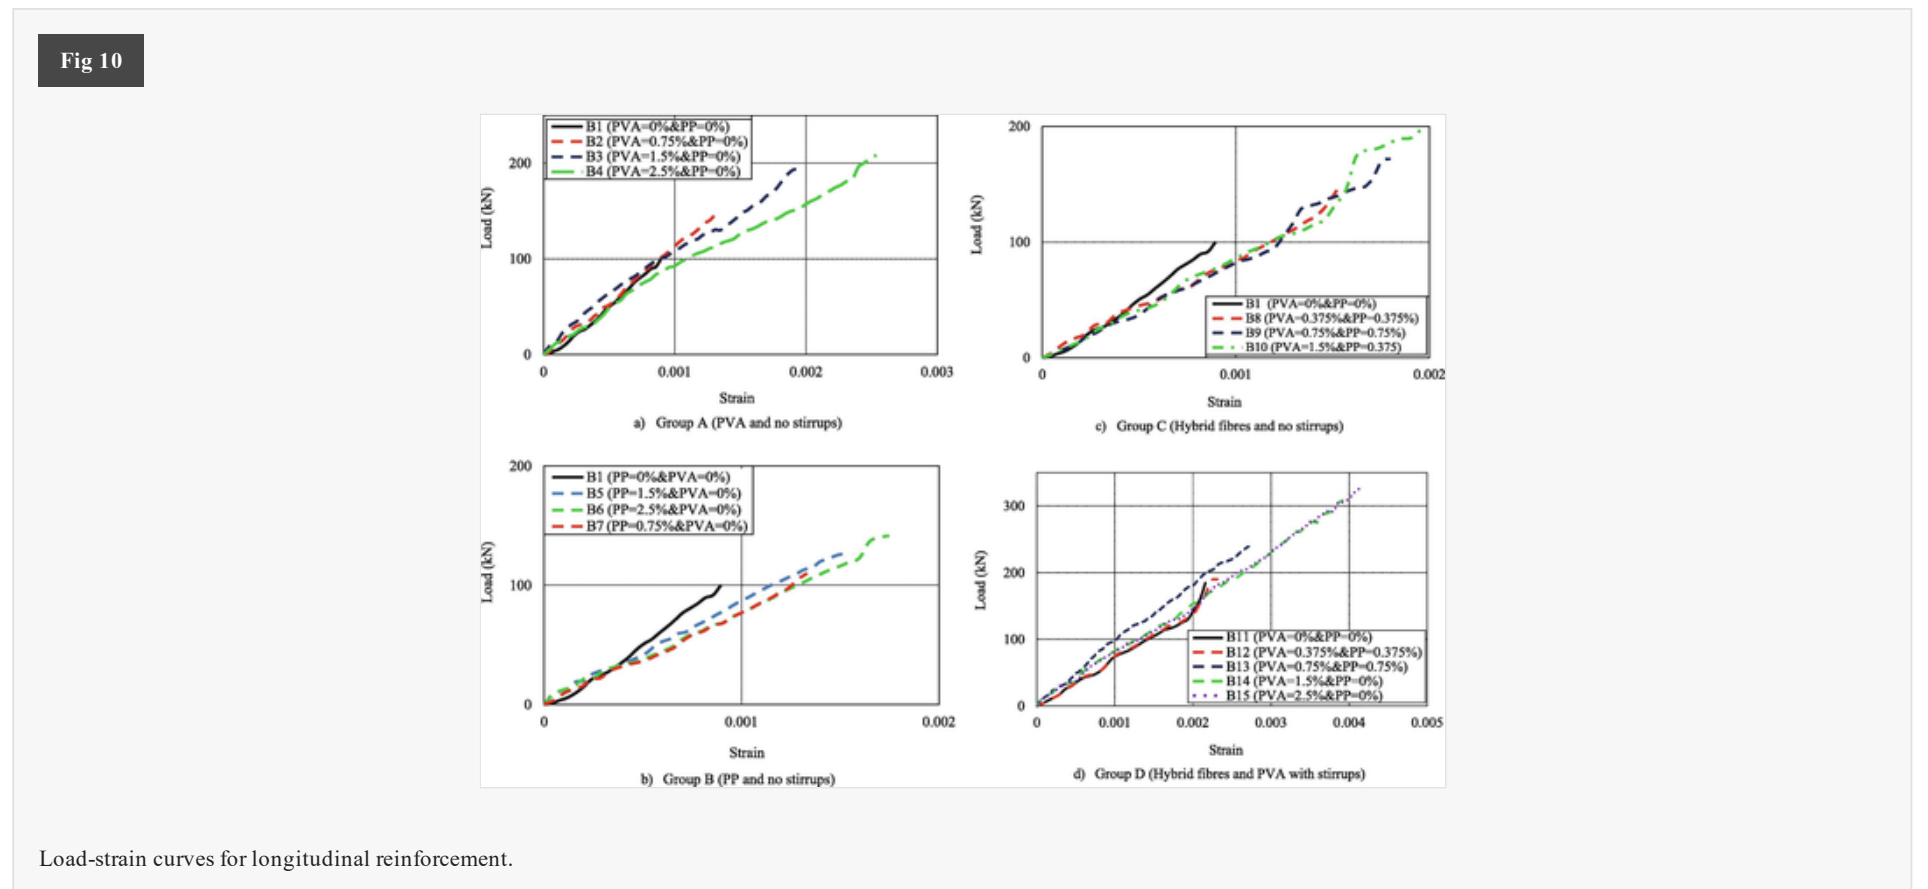 Fig 10
B1 (PVA=0%&PP=0%)
B2 (PVA=0.75%&PP=0%)
B3 (PVA=1.5%&PP=0%)
B4 (PVA=2.5%&PP=0%)
200
100
0
Load (kN)
0 0.001 0.002 0.003
Strain
a) Group A (PVA and no stirrups)
200
100
0
Load (kN)
B1 (PVA=0%&PP=0%)
B8 (PVA=0.375%&PP=0.375%)
B9 (PVA=0.75%&PP=0.75%)
B10 (PVA=1.5%&PP=0.375)
0 0.001 0.002
Strain
c) Group C (Hybrid fibres and no stirrups)
200
100
0
Load (kN)
B1 (PP=0%&PVA=0%)
B5 (PP=1.5%&PVA=0%)
B6 (PP=2.5%&PVA=0%)
B7 (PP=0.75%&PVA=0%)
0 0.001 0.002
Strain
b) Group B (PP and no stirrups)
300
200
100
0
Load (kN)
B11 (PVA=0%&PP=0%)
B12 (PVA=0.375%&PP=0.375%)
B13 (PVA=0.75%&PP=0.75%)
B14 (PVA=1.5%&PP=0%)
B15 (PVA=2.5%&PP=0%)
0 0.001 0.002 0.003 0.004 0.005
Strain
d) Group D (Hybrid fibres and PVA with stirrups)
Load-strain curves for longitudinal reinforcement.